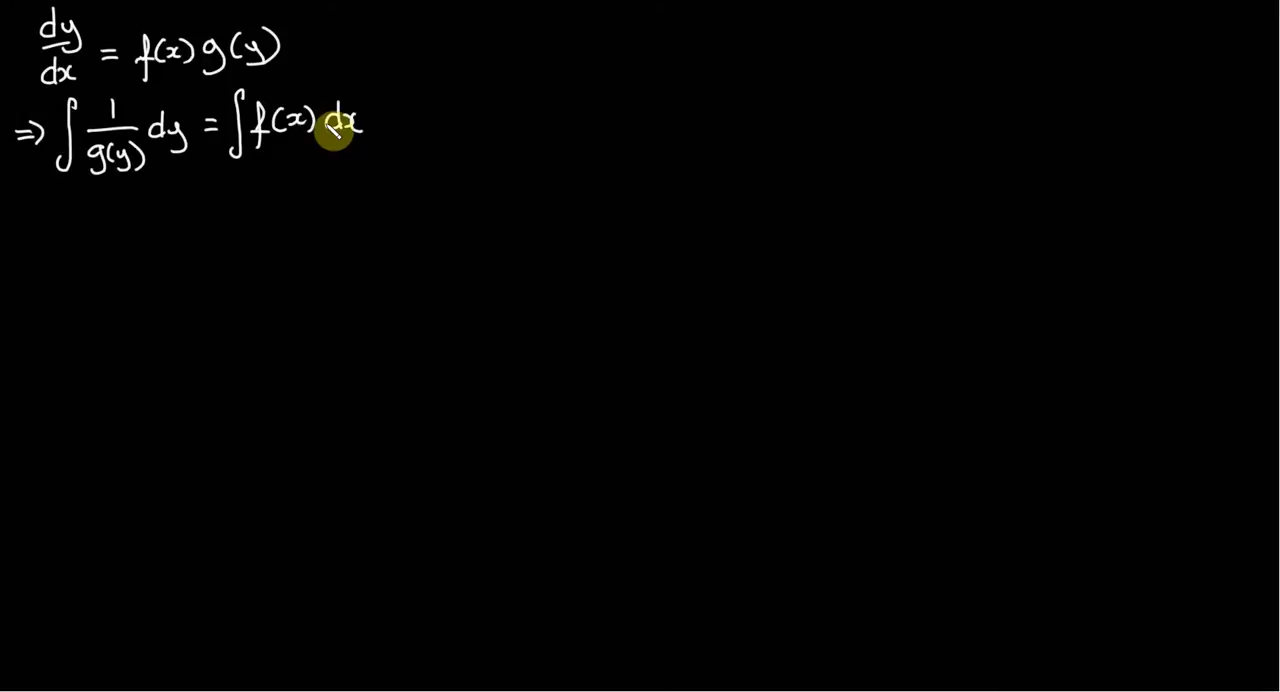 dy/dx = f(x) g(y)
⇒ ∫ 1/g(y) dy = ∫ f(x) dx